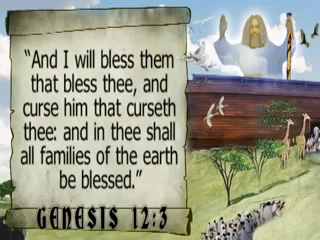 “And I will bless them
that bless thee, and
curse him that curseth
thee: and in thee shall
all families of the earth
be blessed.”
GENESIS 12:3